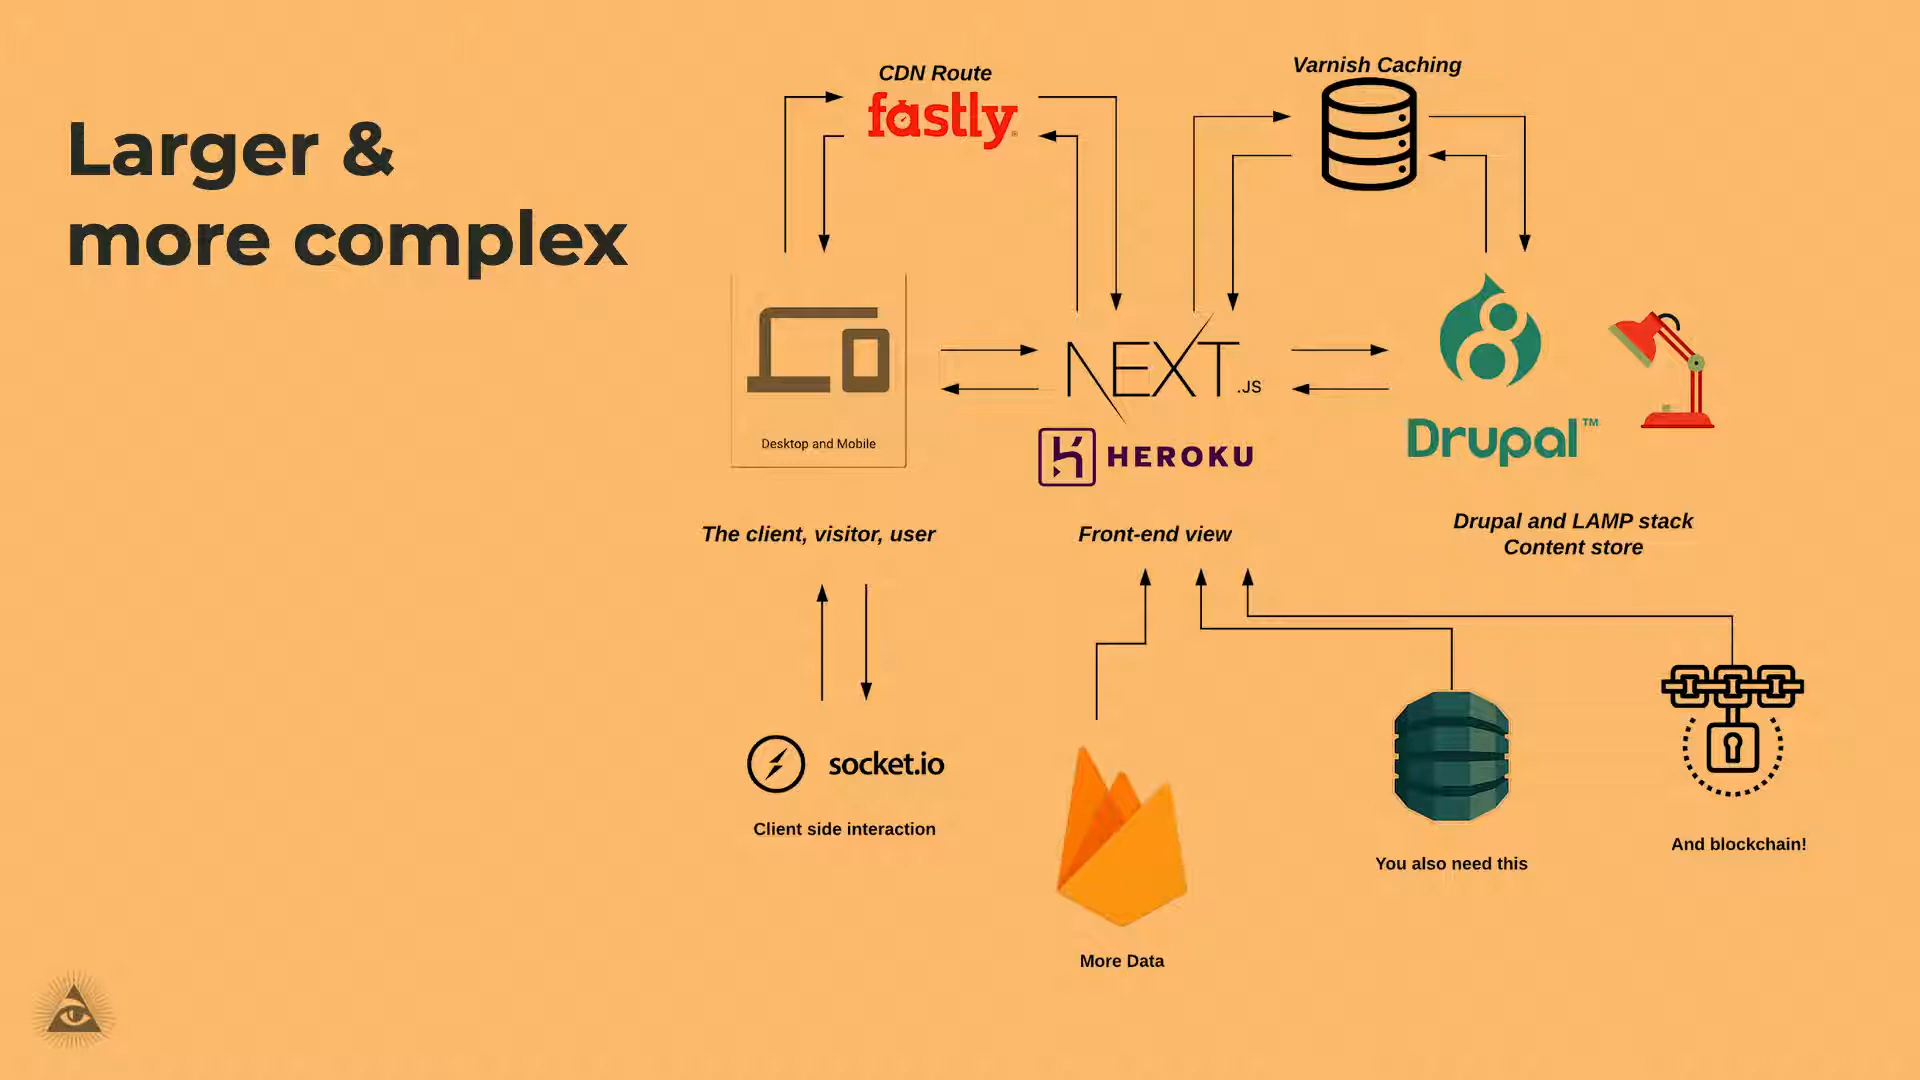 Larger &
more complex
CDN Route
fastly
Varnish Caching
Desktop and Mobile
NEXT.JS
HEROKU
Drupal™
The client, visitor, user
Front-end view
Drupal and LAMP stack
Content store
socket.io
Client side interaction
More Data
You also need this
And blockchain!